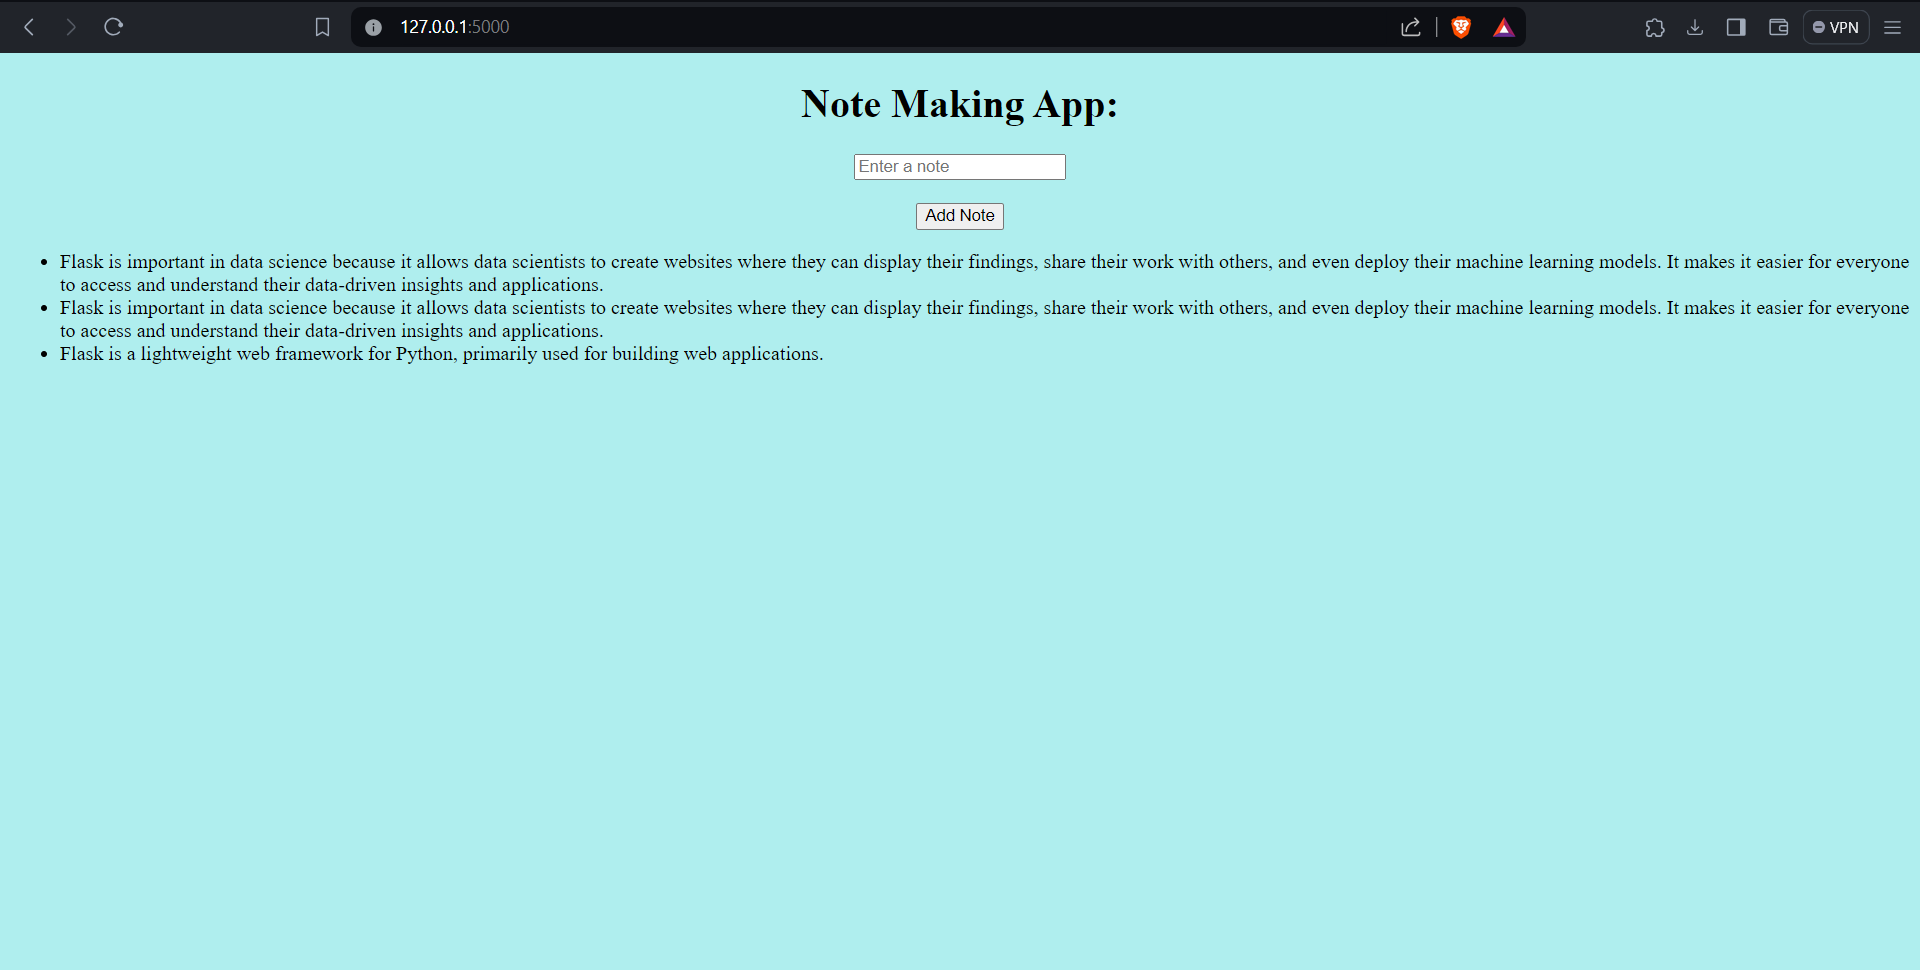 127.0.0.1:5000
VPN
Note Making App:
Enter a note
Add Note
Flask is important in data science because it allows data scientists to create websites where they can display their findings, share their work with others, and even deploy their machine learning models. It makes it easier for everyone
to access and understand their data-driven insights and applications.
Flask is important in data science because it allows data scientists to create websites where they can display their findings, share their work with others, and even deploy their machine learning models. It makes it easier for everyone
to access and understand their data-driven insights and applications.
Flask is a lightweight web framework for Python, primarily used for building web applications.